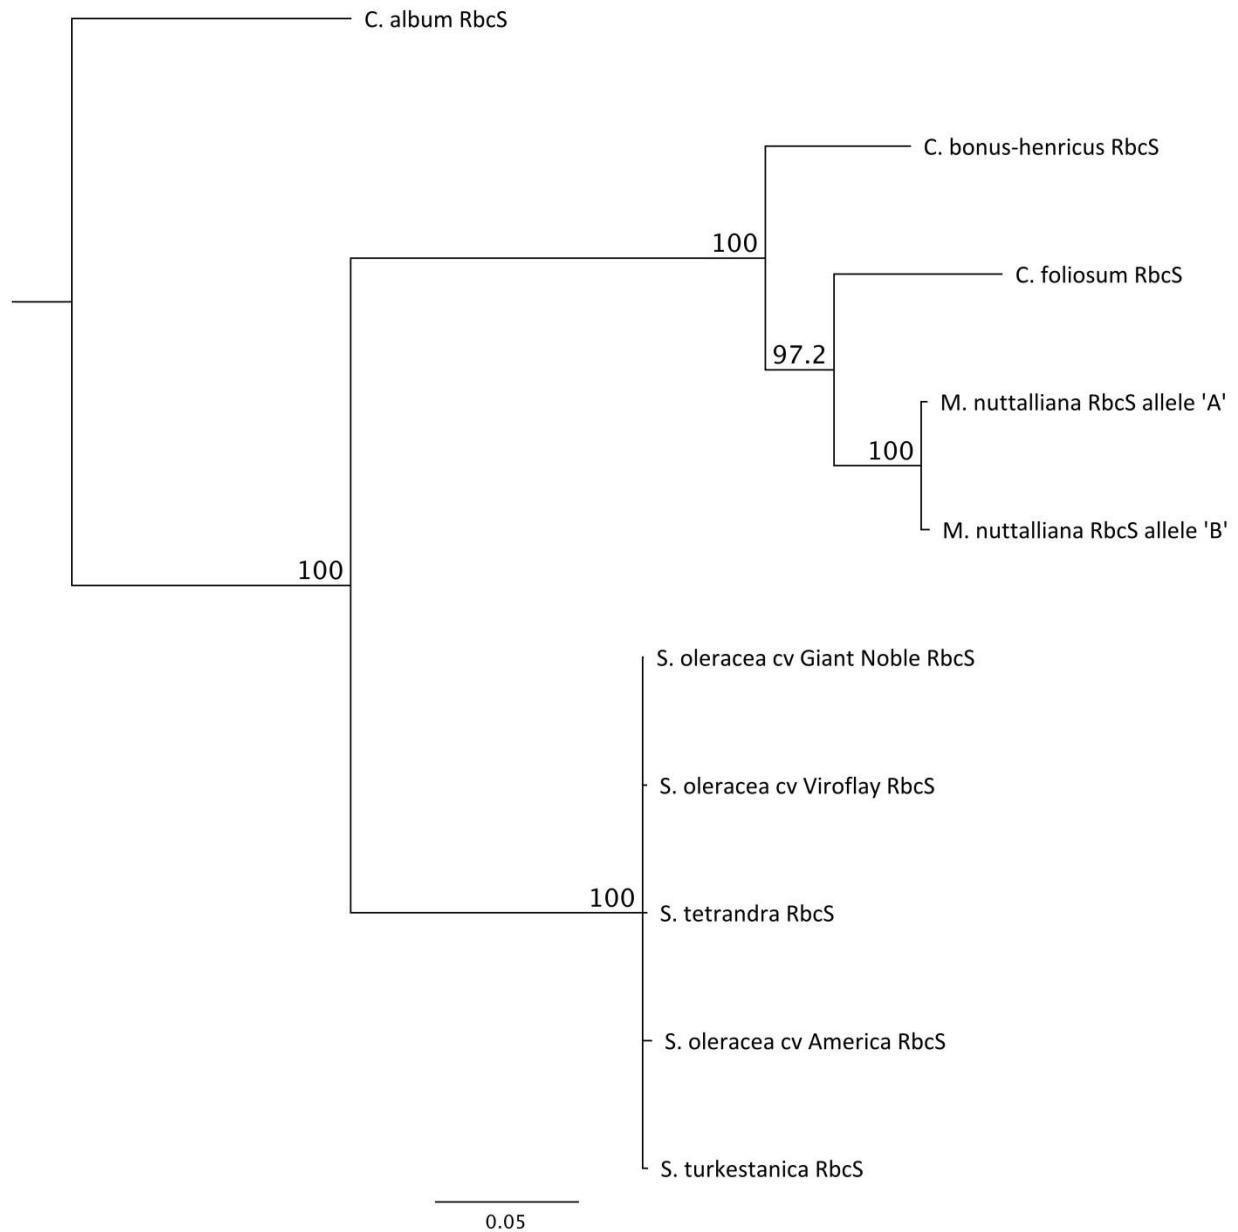 C. album RbcS
C. bonus-henricus RbcS
100
C. foliosum RbcS
97.2
M. nuttalliana RbcS allele 'A'
100
M. nuttalliana RbcS allele 'B'
100
S. oleracea cv Giant Noble RbcS
S. oleracea cv Viroflay RbcS
100
S. tetrandra RbcS
S. oleracea cv America RbcS
S. turkestanica RbcS
0.05